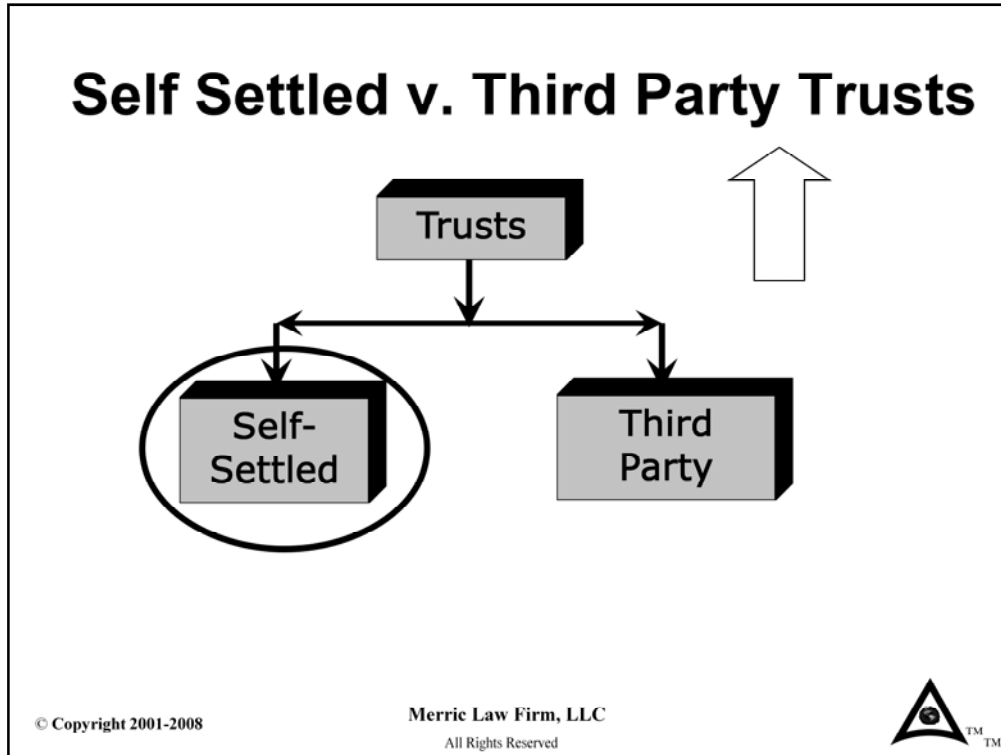 Self Settled v. Third Party Trusts
Trusts
Self-
Settled
Third
Party
© Copyright 2001-2008
Merric Law Firm, LLC
All Rights Reserved
TM
TM